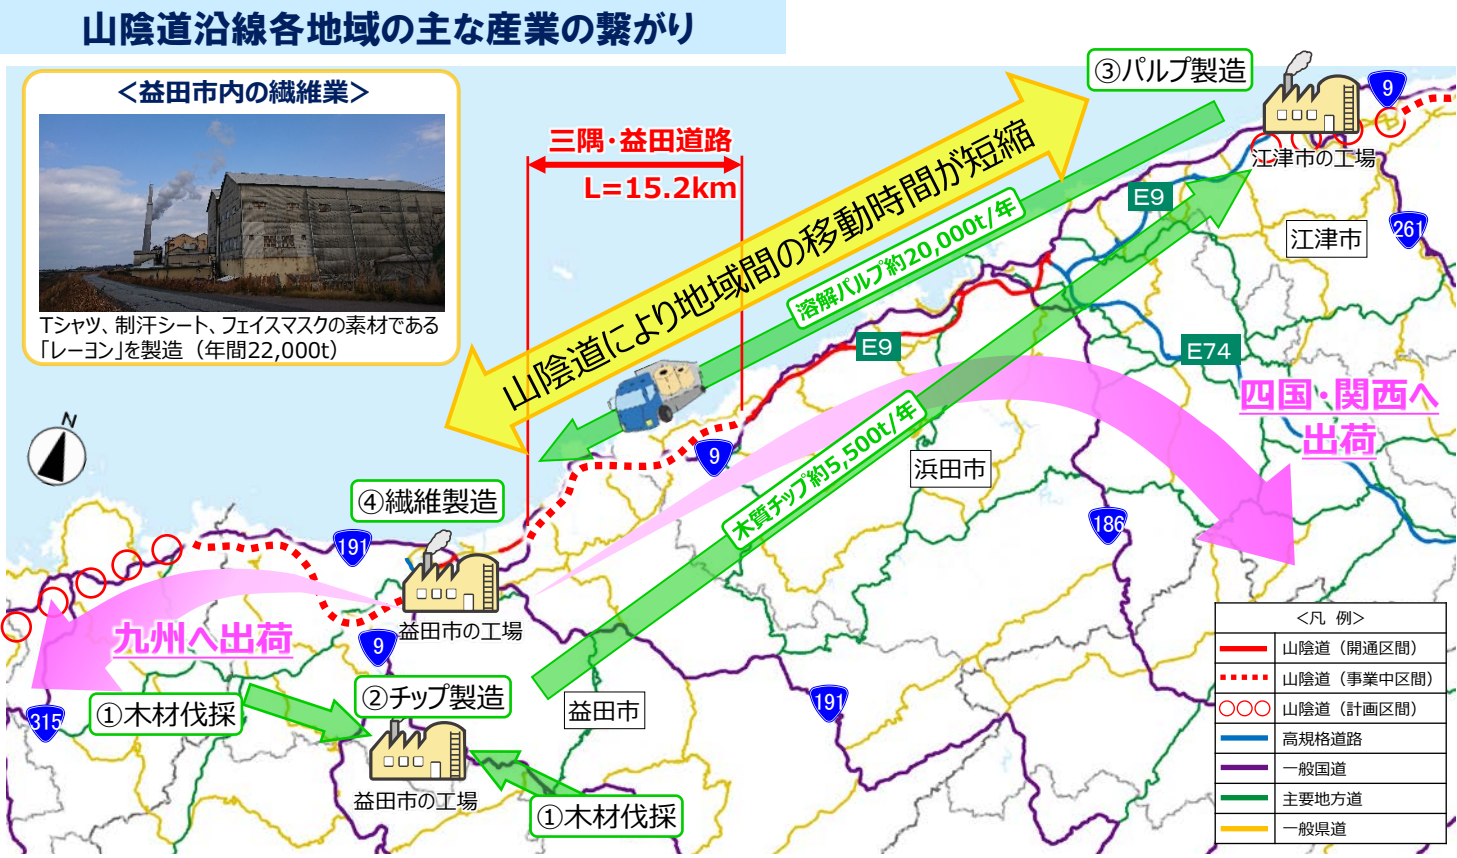 山陰道沿線各地域の主な産業の繋がり
＜益田市内の繊維業＞
Tシャツ、制汗シート、フェイスマスクの素材である
「レーヨン」を製造（年間22,000t）
三隅・益田道路
L=15.2km
山陰道により地域間の移動時間が短縮
③パルプ製造
江津市の工場
9
E9
261
江津市
溶解パルプ約20,000t/年
E9
E74
四国・関西へ
出荷
木質チップ約5,500t/年
9
浜田市
186
N
④繊維製造
191
益田市の工場
九州へ出荷
9
①木材伐採
315
②チップ製造
益田市の工場
①木材伐採
益田市
191
＜凡 例＞
山陰道（開通区間）
山陰道（事業中区間）
山陰道（計画区間）
高規格道路
一般国道
主要地方道
一般県道